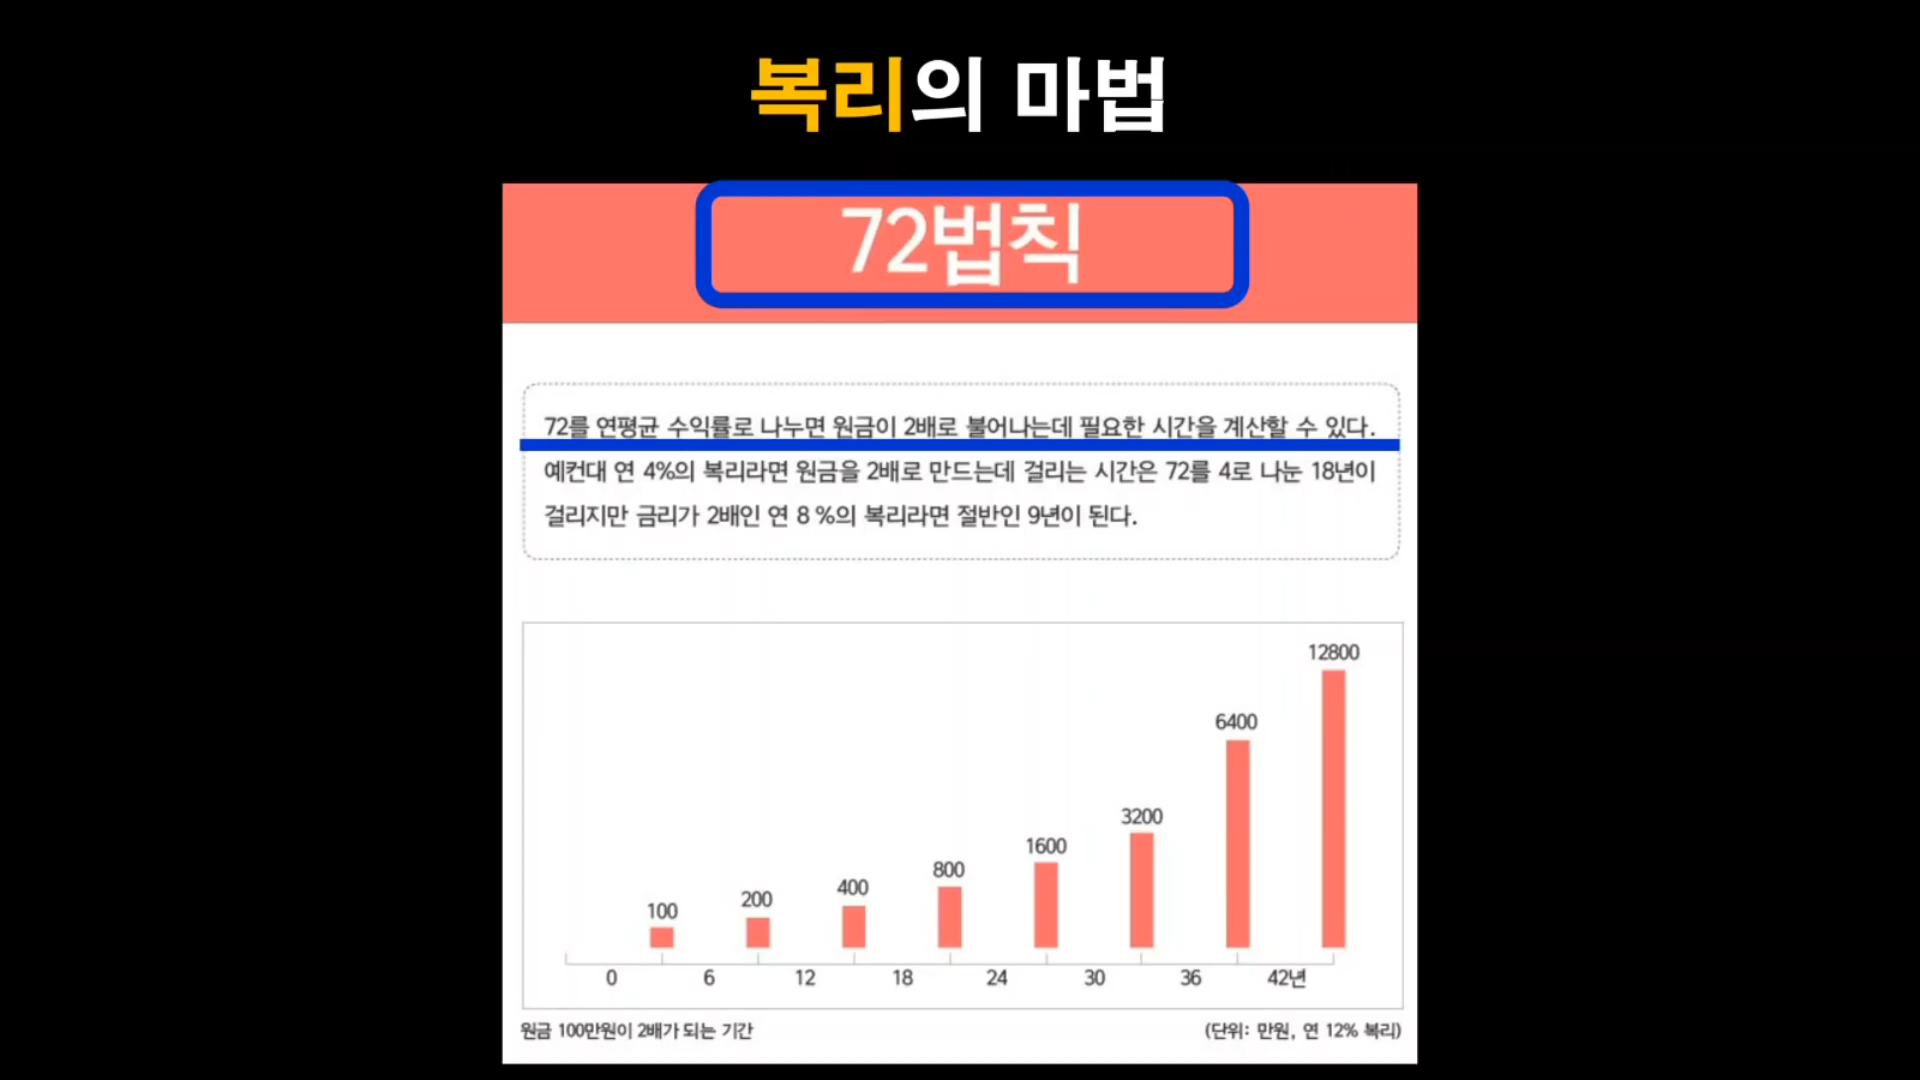 복리의 마법
72법칙
72를 연평균 수익률로 나누면 원금이 2배로 불어나는데 필요한 시간을 계산할 수 있다.
예컨대 연 4%의 복리라면 원금을 2배로 만드는데 걸리는 시간은 72를 4로 나눈 18년이
걸리지만 금리가 2배인 연 8 %의 복리라면 절반인 9년이 된다.
12800
6400
3200
1600
800
400
200
100
0 6 12 18 24 30 36 42년
원금 100만원이 2배가 되는 기간
(단위: 만원, 연 12% 복리)